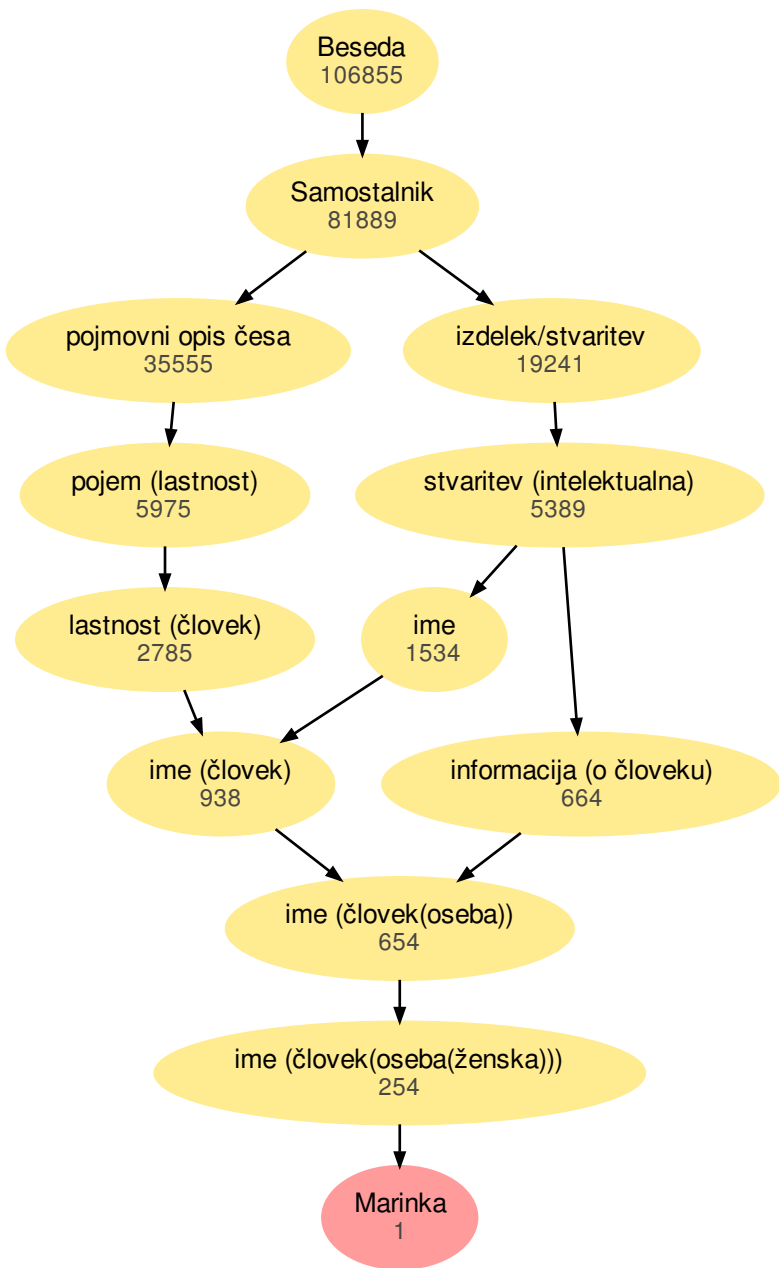 Beseda
106855
Samostalnik
81889
pojmovni opis česa
35555
izdelek/stvaritev
19241
pojem (lastnost)
5975
stvaritev (intelektualna)
5389
lastnost (človek)
2785
ime
1534
ime (človek)
938
informacija (o človeku)
664
ime (človek(oseba))
654
ime (človek(oseba(ženska)))
254
Marinka
1